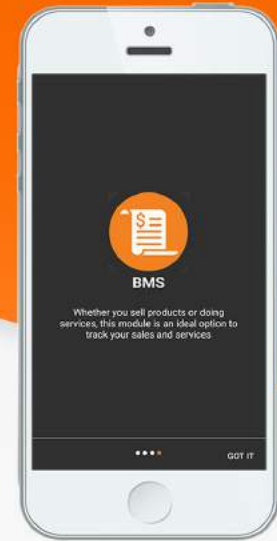 $
BMS
Whether you sell products or doing
services, this module is an ideal option to
track your sales and services
GOT IT